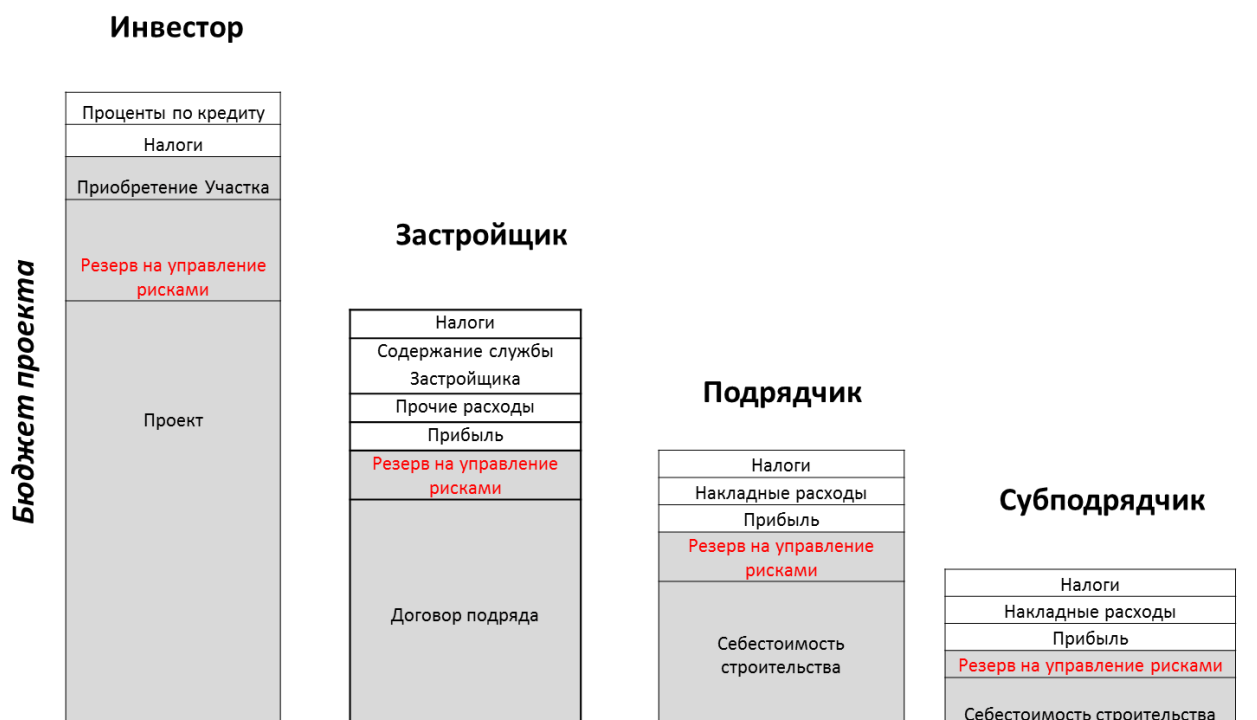 Инвестор
Бюджет проекта
Проценты по кредиту
Налоги
Приобретение Участка
Резерв на управление
рисками
Проект
Застройщик
Налоги
Содержание службы
Застройщика
Прочие расходы
Прибыль
Резерв на управление
рисками
Договор подряда
Подрядчик
Налоги
Накладные расходы
Прибыль
Резерв на управление
рисками
Себестоимость
строительства
Субподрядчик
Налоги
Накладные расходы
Прибыль
Резерв на управление рисками
Себестоимость строительства